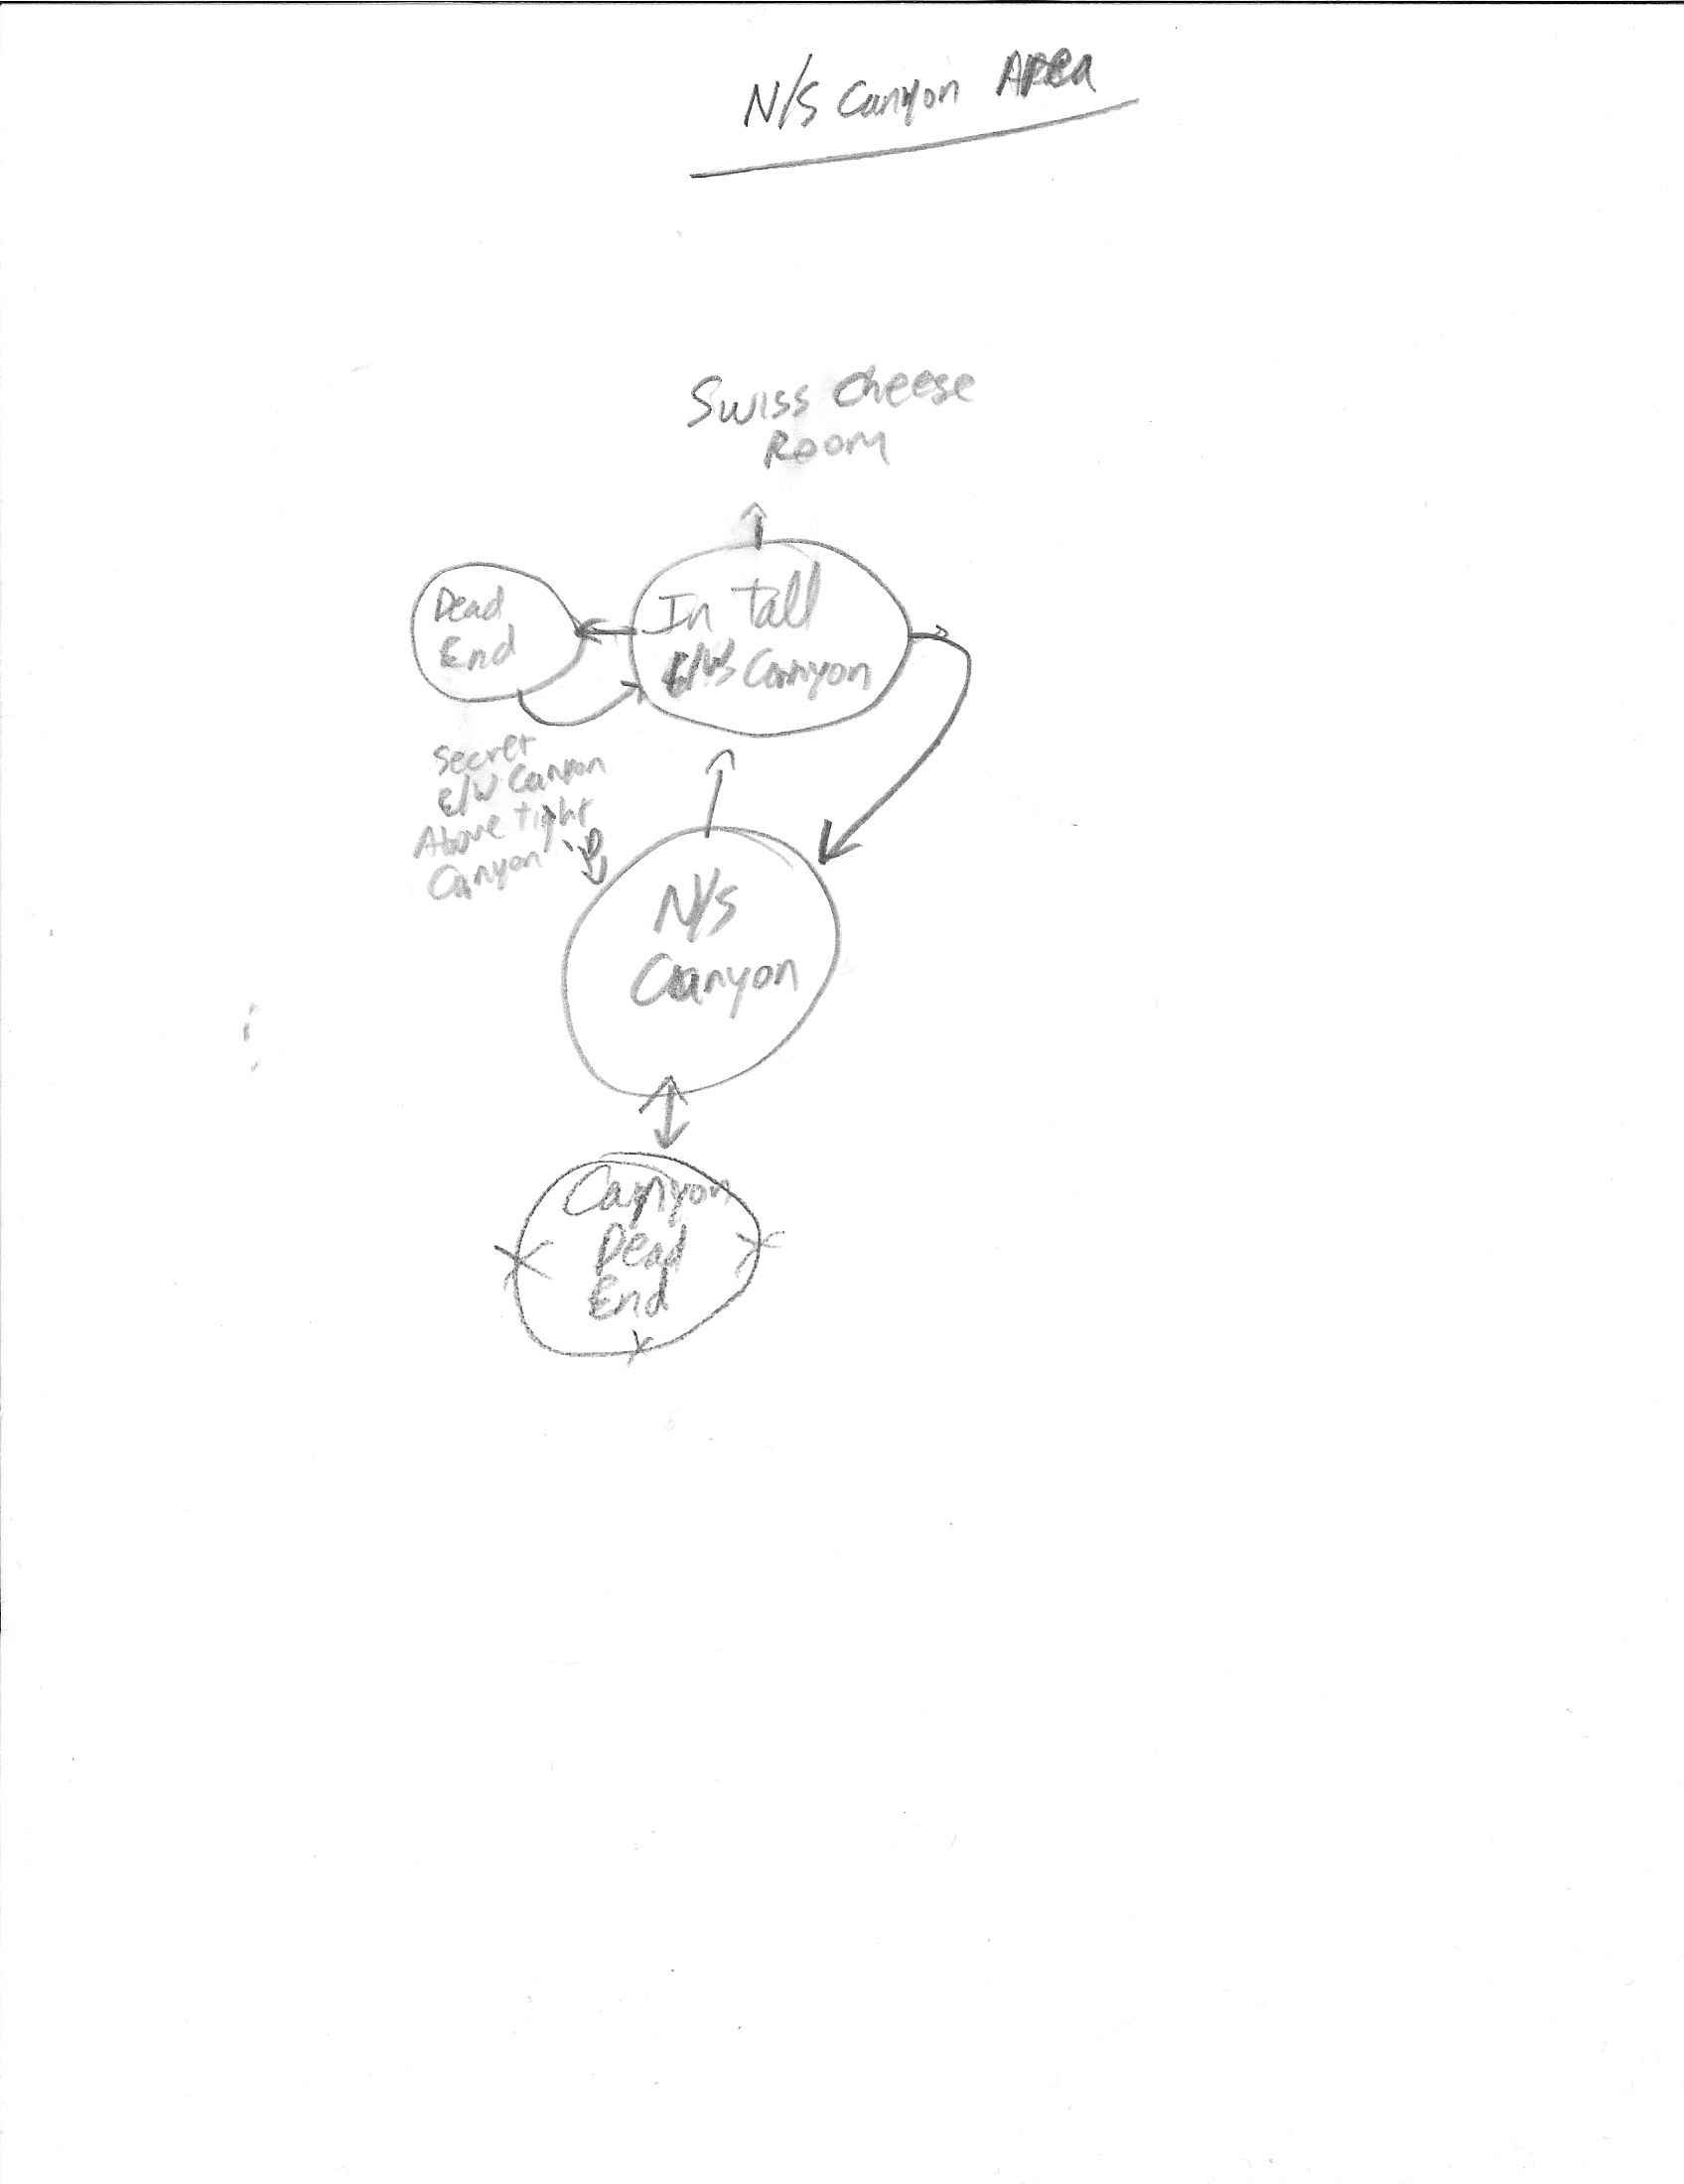 N/S Canyon Area
Swiss Cheese
Room
Dead
End
In tall
E/W Canyon
Secret
E/W Canyon
Above tight
Canyon
D
N/S
Canyon
Canyon
Dead
End